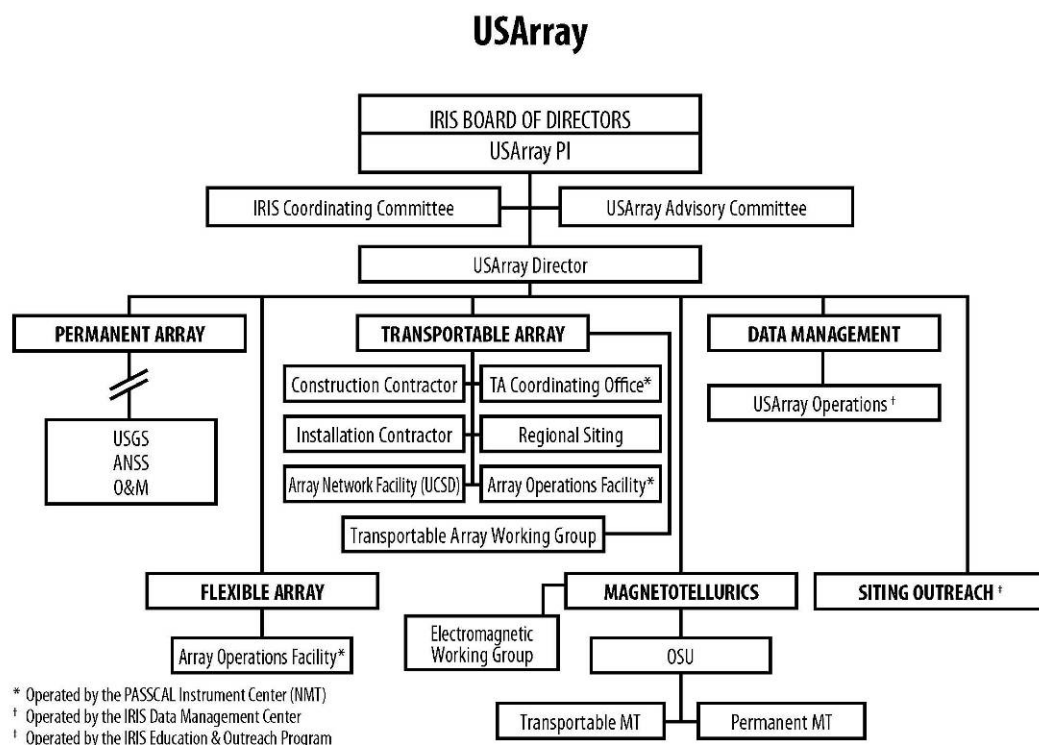 USArray
IRIS BOARD OF DIRECTORS
USArray PI
IRIS Coordinating Committee
USArray Advisory Committee
USArray Director
PERMANENT ARRAY
TRANSPORTABLE ARRAY
DATA MANAGEMENT
Construction Contractor
TA Coordinating Office*
USArray Operations †
USGS
ANSS
O&M
Installation Contractor
Regional Siting
Array Network Facility (UCSD)
Array Operations Facility*
Transportable Array Working Group
FLEXIBLE ARRAY
MAGNETOTELLURICS
SITING OUTREACH ‡
Array Operations Facility*
Electromagnetic
Working Group
OSU
Transportable MT
Permanent MT
* Operated by the PASSCAL Instrument Center (NMT)
† Operated by the IRIS Data Management Center
‡ Operated by the IRIS Education & Outreach Program